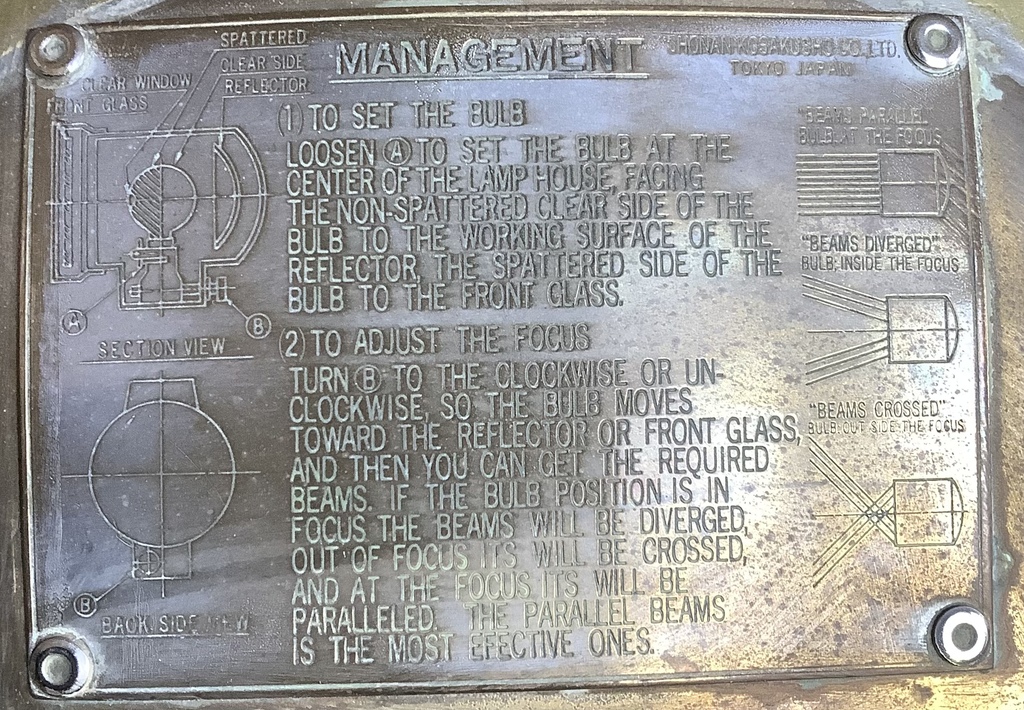 SPATTERED
CLEAR SIDE
REFLECTOR
CLEAR WINDOW
FRONT GLASS
A
B
SECTION VIEW
B
BACK SIDE VIEW
MANAGEMENT
JHONAN KOSAKUSHO CO., LTD.
TOKYO JAPAN
(1) TO SET THE BULB
LOOSEN Ⓐ TO SET THE BULB AT THE
CENTER OF THE LAMP HOUSE, FACING
THE NON-SPATTERED CLEAR SIDE OF THE
BULB TO THE WORKING SURFACE OF THE
REFLECTOR, THE SPATTERED SIDE OF THE
BULB TO THE FRONT GLASS.
(2) TO ADJUST THE FOCUS
TURN Ⓑ TO THE CLOCKWISE OR UN-
CLOCKWISE, SO THE BULB MOVES
TOWARD THE REFLECTOR OR FRONT GLASS,
AND THEN YOU CAN GET THE REQUIRED
BEAMS. IF THE BULB POSITION IS IN
FOCUS THE BEAMS WILL BE DIVERGED,
OUT OF FOCUS ITS WILL BE CROSSED,
AND AT THE FOCUS ITS WILL BE
PARALLELED. THE PARALLEL BEAMS
IS THE MOST EFECTIVE ONES.
"BEAMS PARALLEL"
BULB; AT THE FOCUS
"BEAMS DIVERGED"
BULB; INSIDE THE FOCUS
"BEAMS CROSSED"
BULB; OUT SIDE THE FOCUS